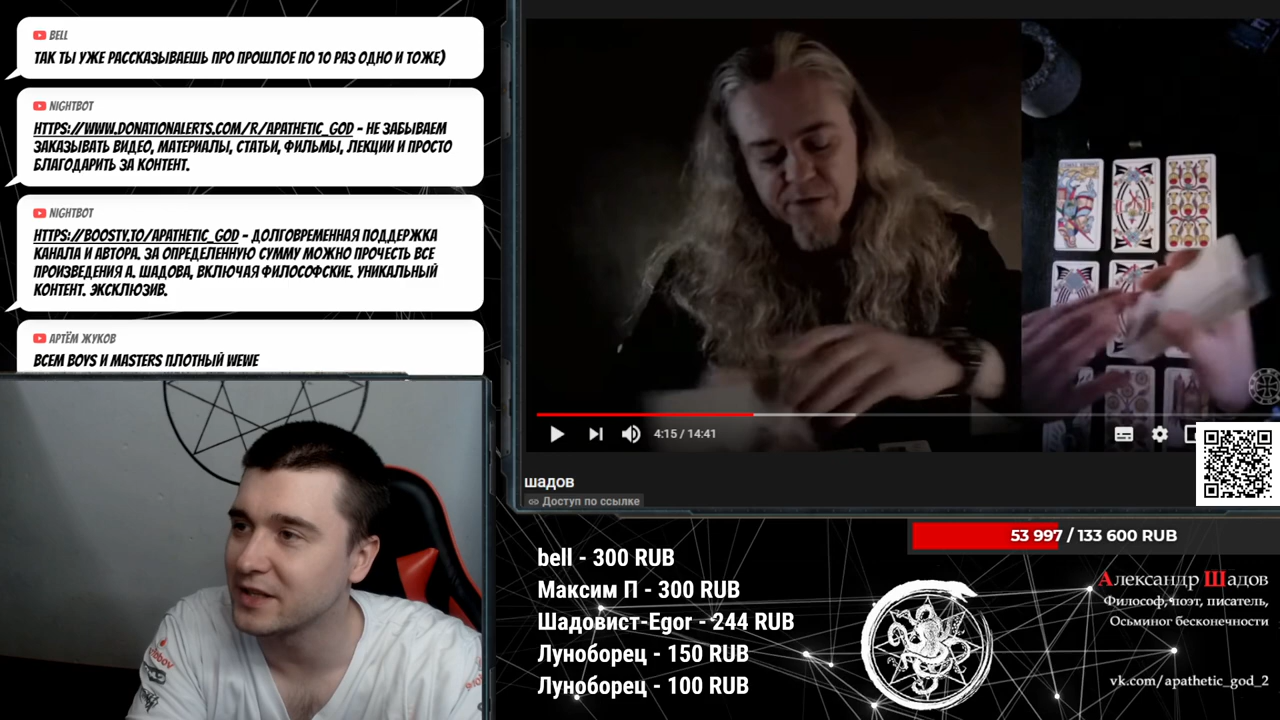 BELL
ТАК ТЫ УЖЕ РАССКАЗЫВАЕШЬ ПРО ПРОШЛОЕ ПО 10 РАЗ ОДНО И ТОЖЕ)
NIGHTBOT
HTTPS://WWW.DONATIONALERTS.COM/R/APATHETIC_GOD - НЕ ЗАБЫВАЕМ
ЗАКАЗЫВАТЬ ВИДЕО, МАТЕРИАЛЫ, СТАТЬИ, ФИЛЬМЫ, ЛЕКЦИИ И ПРОСТО
БЛАГОДАРИТЬ ЗА КОНТЕНТ.
NIGHTBOT
HTTPS://BOOSTY.TO/APATHETIC_GOD - ДОЛГОВРЕМЕННАЯ ПОДДЕРЖКА
КАНАЛА И АВТОРА. ЗА ОПРЕДЕЛЕННУЮ СУММУ МОЖНО ПРОЧЕСТЬ ВСЕ
ПРОИЗВЕДЕНИЯ А. ШАДОВА, ВКЛЮЧАЯ ФИЛОСОФСКИЕ. УНИКАЛЬНЫЙ
КОНТЕНТ. ЭКСКЛЮЗИВ.
АРТЁМ ЖУКОВ
ВСЕМ BOYS И MASTERS ПЛОТНЫЙ WEWE
4:15 / 14:41
шадов
Доступ по ссылке
53 997 / 133 600 RUB
bell - 300 RUB
Максим П - 300 RUB
Шадовист-Egor - 244 RUB
Луноборец - 150 RUB
Луноборец - 100 RUB
Александр Шадов
Философ, поэт, писатель,
Осьминог бесконечности
vk.com/apathetic_god_2